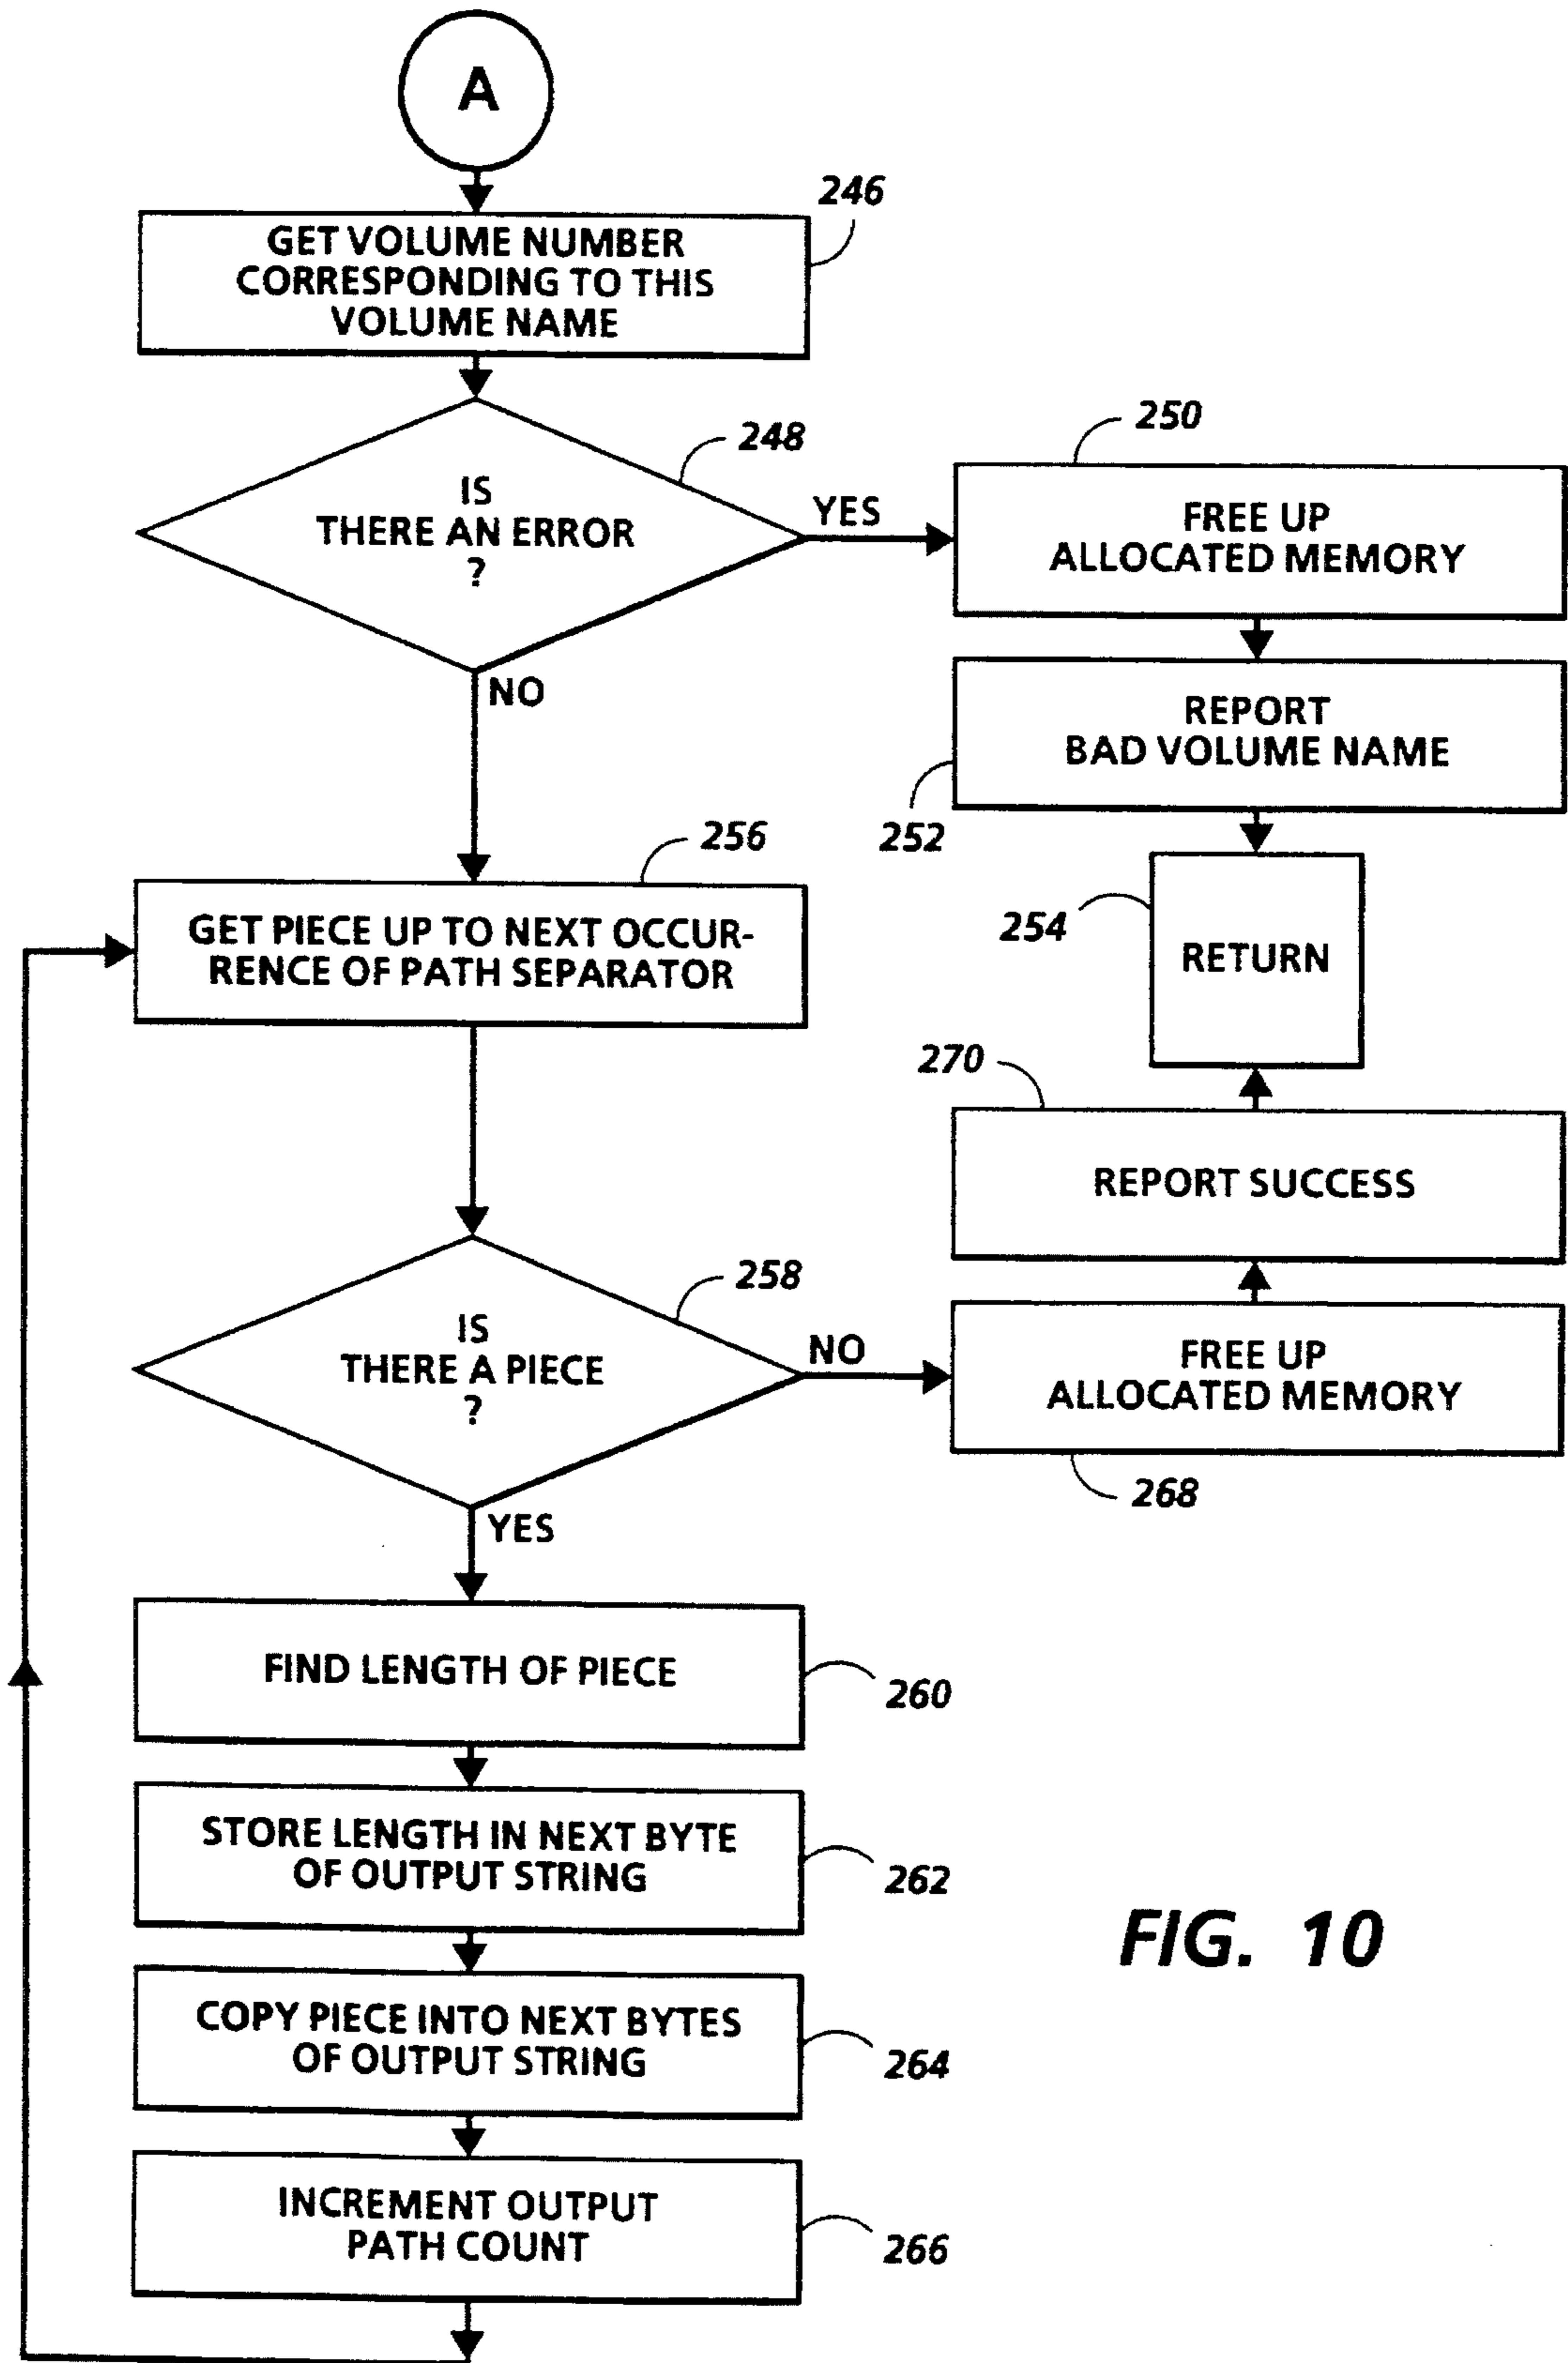 A
246
GET VOLUME NUMBER
CORRESPONDING TO THIS
VOLUME NAME
248
IS
THERE AN ERROR
?
YES
NO
250
FREE UP
ALLOCATED MEMORY
REPORT
BAD VOLUME NAME
252
254
RETURN
256
GET PIECE UP TO NEXT OCCUR-
RENCE OF PATH SEPARATOR
270
REPORT SUCCESS
258
IS
THERE A PIECE
?
NO
YES
FREE UP
ALLOCATED MEMORY
268
FIND LENGTH OF PIECE
260
STORE LENGTH IN NEXT BYTE
OF OUTPUT STRING
262
COPY PIECE INTO NEXT BYTES
OF OUTPUT STRING
264
INCREMENT OUTPUT
PATH COUNT
266
FIG. 10